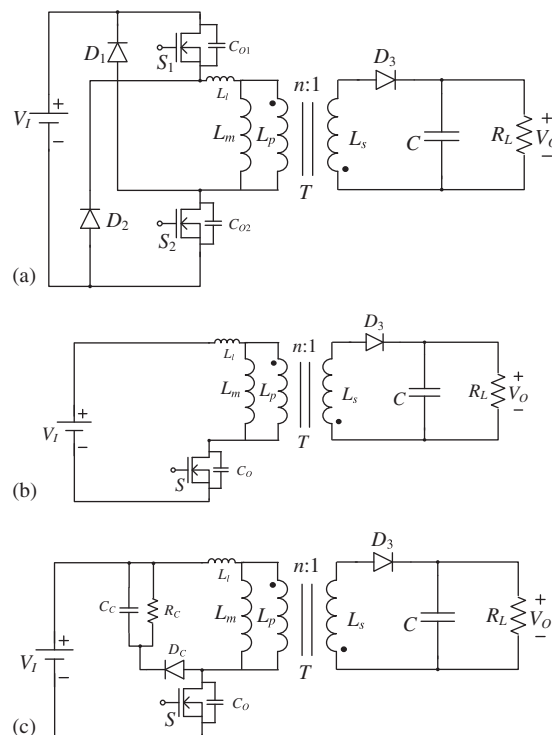 D1
S1
CO1
Ll
n:1
D3
VI
+
−
Lm
Lp
Ls
C
RL
+
VO
−
T
D2
S2
CO2
(a)
n:1
D3
Ll
Lm
Lp
Ls
C
RL
+
VO
−
VI
+
−
T
S
CO
(b)
n:1
D3
Ll
CC
RC
Lm
Lp
Ls
C
RL
+
VO
−
VI
+
−
DC
T
S
CO
(c)